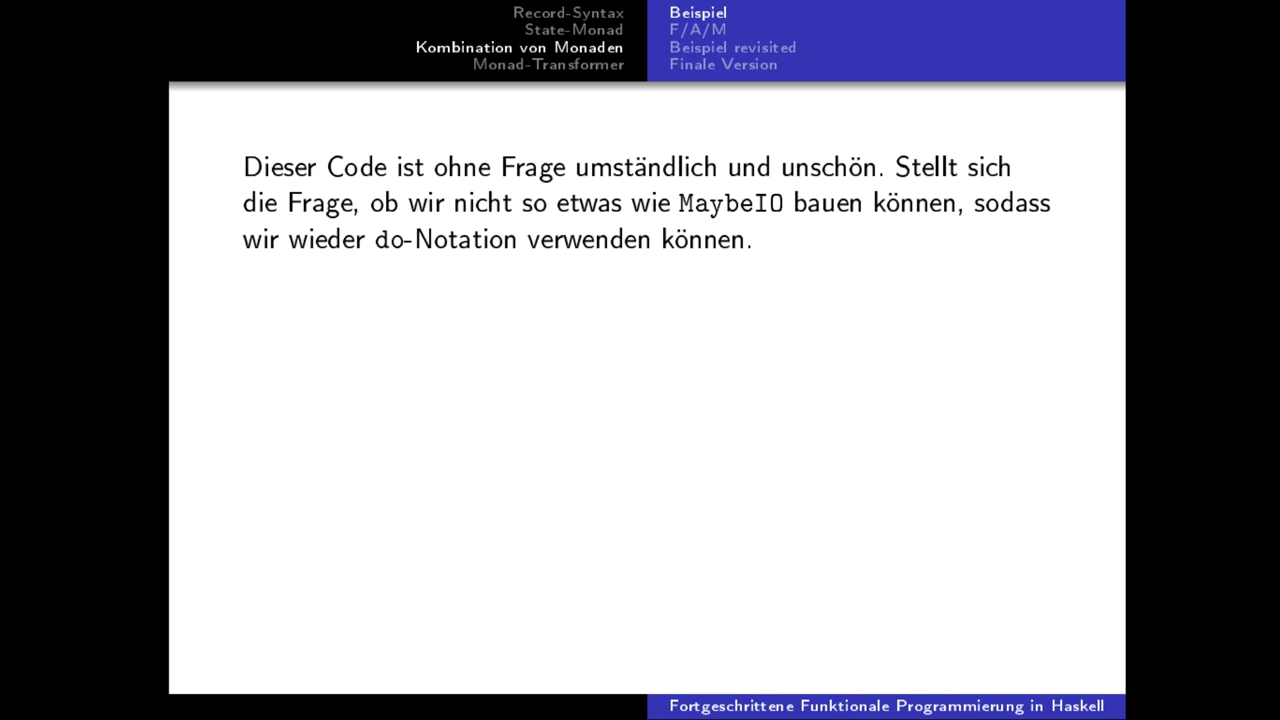 Record-Syntax
State-Monad
Kombination von Monaden
Monad-Transformer
Beispiel
F/A/M
Beispiel revisited
Finale Version
Dieser Code ist ohne Frage umständlich und unschön. Stellt sich
die Frage, ob wir nicht so etwas wie MaybeIO bauen können, sodass
wir wieder do-Notation verwenden können.
Fortgeschrittene Funktionale Programmierung in Haskell